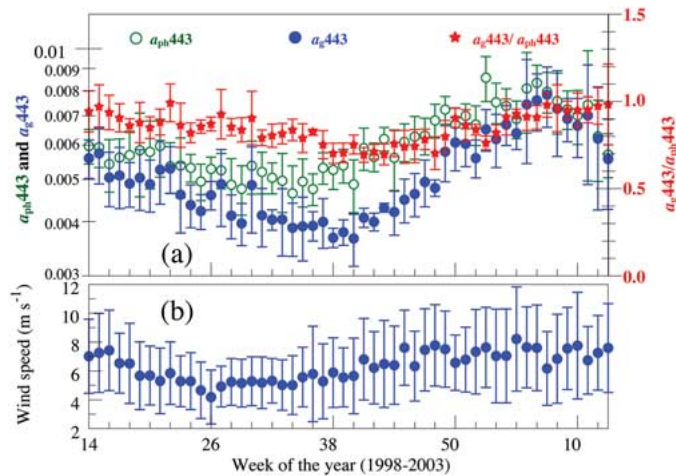 aph443 ag443 ag443/ aph443
1.5
0.01
0.009
0.008
0.007
0.006
0.005
0.004
0.003
1.0
0.5
0.0
aph443 and ag443
ag443/aph443
(a)
(b)
12
10
8
6
4
2
Wind speed (m s-1)
14 26 38 50 10
Week of the year (1998-2003)